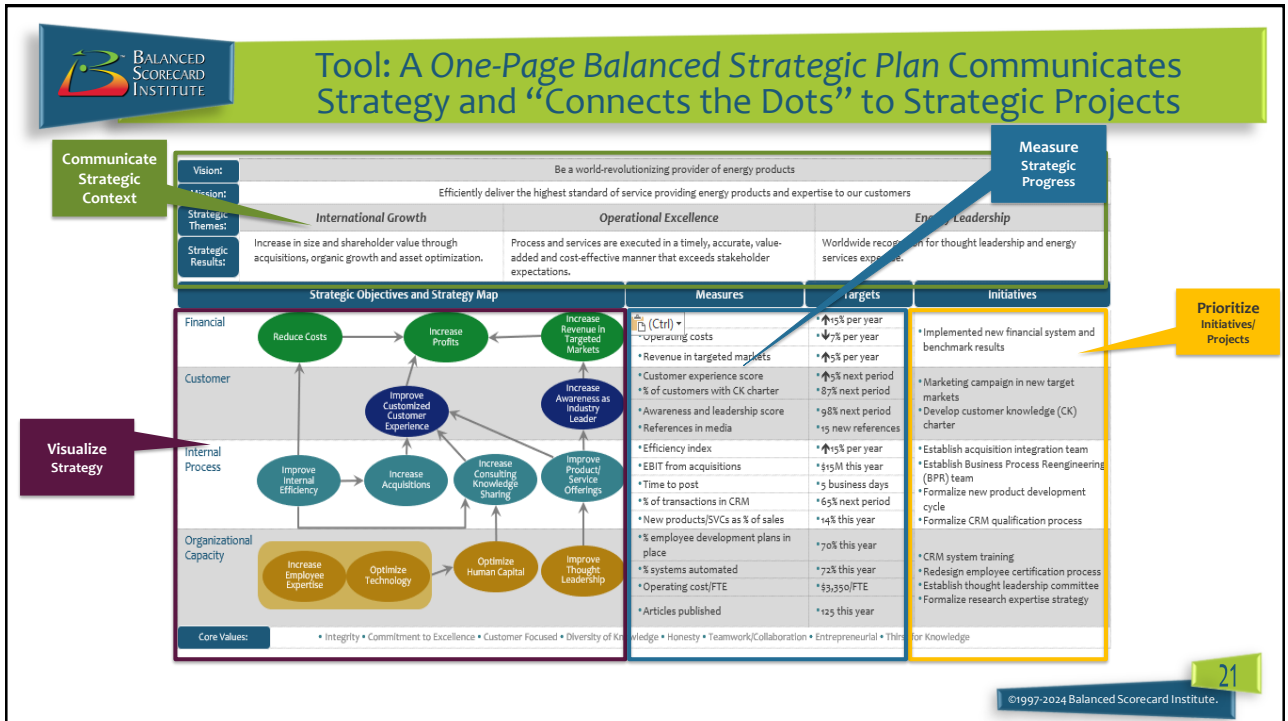 BALANCED
SCORECARD
INSTITUTE
Tool: A One-Page Balanced Strategic Plan Communicates
Strategy and “Connects the Dots” to Strategic Projects
Communicate
Strategic
Context
Measure
Strategic
Progress
Vision:
Be a world-revolutionizing provider of energy products
Mission:
Efficiently deliver the highest standard of service providing energy products and expertise to our customers
Strategic
Themes:
International Growth
Operational Excellence
Leadership
Strategic
Results:
Increase in size and shareholder value through
acquisitions, organic growth and asset optimization.
Process and services are executed in a timely, accurate, value-
added and cost-effective manner that exceeds stakeholder
expectations.
Worldwide for thought leadership and energy
services
Strategic Objectives and Strategy Map
Measures
Targets
Initiatives
Prioritize
Initiatives/
Projects
Visualize
Strategy
Financial
Reduce Costs
Increase
Profits
Increase
Revenue in
Targeted
Markets
(Ctrl)
• Operating costs
• Revenue in targeted markets
• ↑15% per year
• ↓7% per year
• ↑5% per year
• Implemented new financial system and
benchmark results
Customer
Improve
Customized
Customer
Experience
Increase
Awareness as
Industry
Leader
• Customer experience score
• % of customers with CK charter
• Awareness and leadership score
• References in media
• ↑5% next period
• 87% next period
• 98% next period
• 15 new references
• Marketing campaign in new target
markets
• Develop customer knowledge (CK)
charter
Internal
Process
Improve
Internal
Efficiency
Increase
Acquisitions
Increase
Consulting
Knowledge
Sharing
Improve
Product/
Service
Offerings
• Efficiency index
• EBIT from acquisitions
• Time to post
• % of transactions in CRM
• New products/SVCs as % of sales
• ↑15% per year
• $15M this year
• 5 business days
• 65% next period
• 14% this year
• Establish acquisition integration team
• Establish Business Process Reengineering
(BPR) team
• Formalize new product development
cycle
• Formalize CRM qualification process
Organizational
Capacity
Increase
Employee
Expertise
Optimize
Technology
Optimize
Human Capital
Improve
Thought
Leadership
• % employee development plans in
place
• % systems automated
• Operating cost/FTE
• Articles published
• 70% this year
• 72% this year
• $3,350/FTE
• 125 this year
• CRM system training
• Redesign employee certification process
• Establish thought leadership committee
• Formalize research expertise strategy
Core Values:
• Integrity • Commitment to Excellence • Customer Focused • Diversity of Knowledge • Honesty • Teamwork/Collaboration • Entrepreneurial • Thirst for Knowledge
21
©1997-2024 Balanced Scorecard Institute.